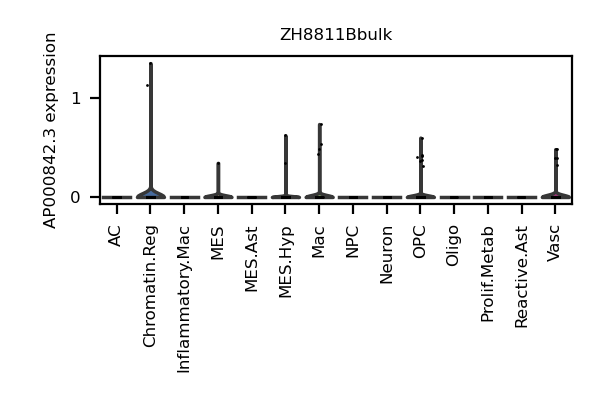 ZH8811Bbulk
AP000842.3 expression
1
0
AC
Chromatin.Reg
Inflammatory.Mac
MES
MES.Ast
MES.Hyp
Mac
NPC
Neuron
OPC
Oligo
Prolif.Metab
Reactive.Ast
Vasc